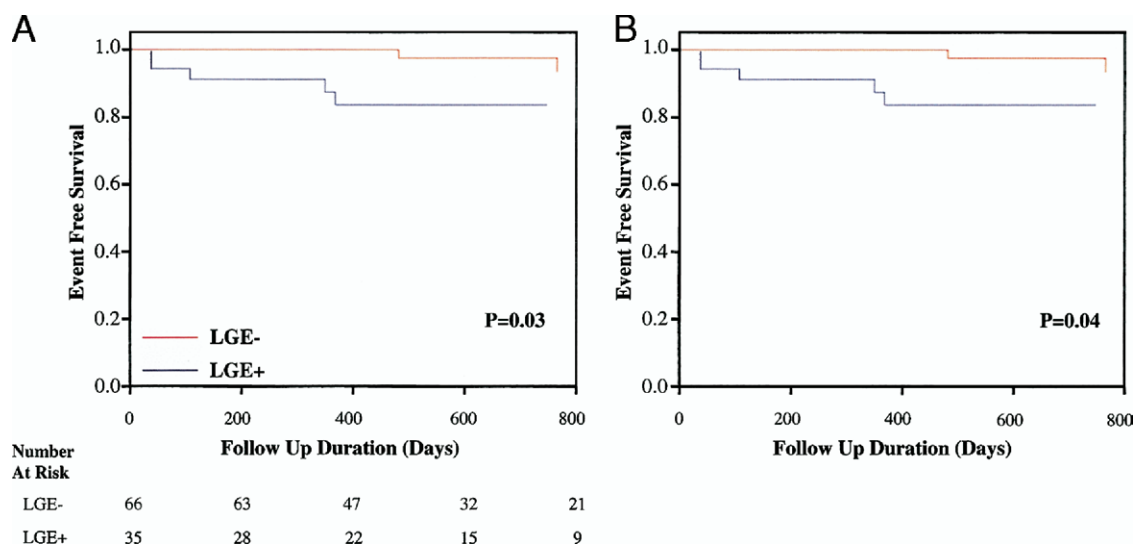 A
1.0
0.8
0.6
0.4
0.2
0.0
Event Free Survival
P=0.03
LGE-
LGE+
0 200 400 600 800
Follow Up Duration (Days)
B
1.0
0.8
0.6
0.4
0.2
0.0
Event Free Survival
P=0.04
0 200 400 600 800
Follow Up Duration (Days)
Number
At Risk
LGE- 66 63 47 32 21
LGE+ 35 28 22 15 9